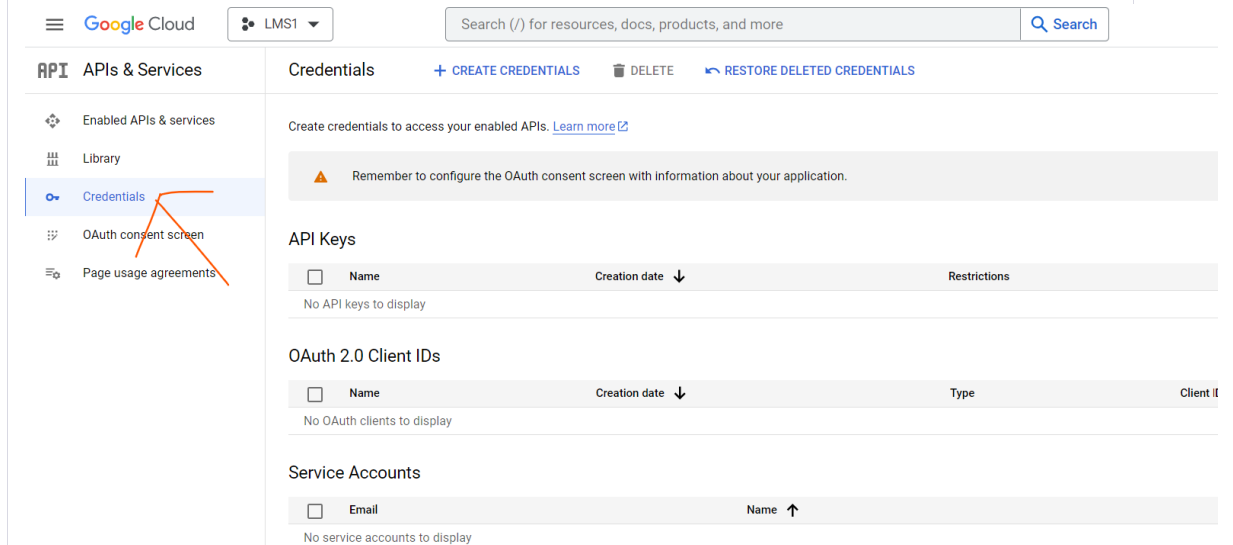 Google Cloud LMS1 Search (/) for resources, docs, products, and more Search
API APIs & Services Credentials + CREATE CREDENTIALS DELETE RESTORE DELETED CREDENTIALS
Enabled APIs & services
Library
Credentials
OAuth consent screen
Page usage agreements
Create credentials to access your enabled APIs. Learn more
Remember to configure the OAuth consent screen with information about your application.
API Keys
Name Creation date Restrictions
No API keys to display
OAuth 2.0 Client IDs
Name Creation date Type Client ID
No OAuth clients to display
Service Accounts
Email Name
No service accounts to display